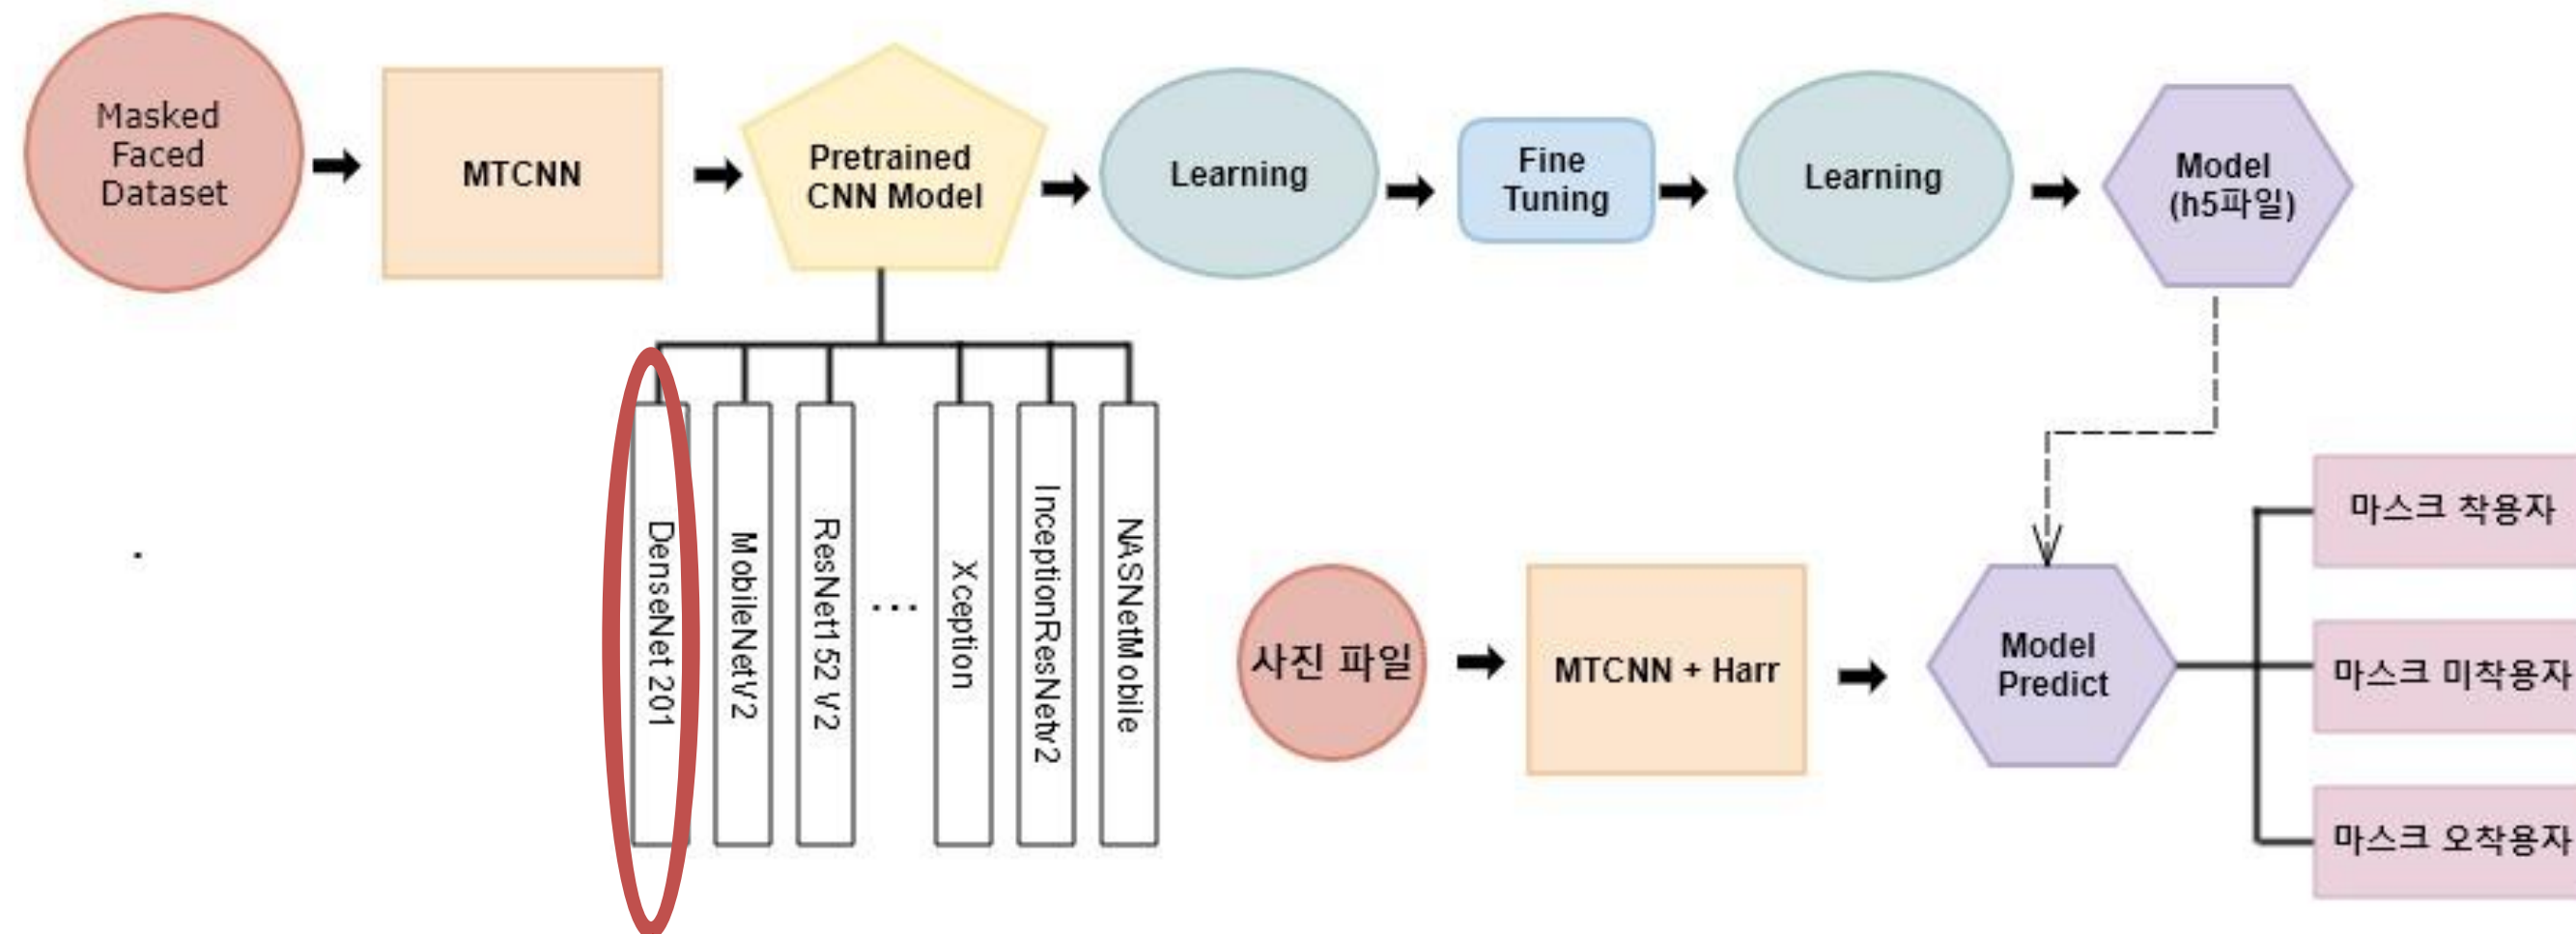 Masked
Faced
Dataset
MTCNN
Pretrained
CNN Model
Learning
Fine
Tuning
Learning
Model
(h5파일)
DenseNet 201
MobileNetV2
ResNet152 V2
...
Xception
InceptionResNetv2
NASNetMobile
사진 파일
MTCNN + Harr
Model
Predict
마스크 착용자
마스크 미착용자
마스크 오착용자